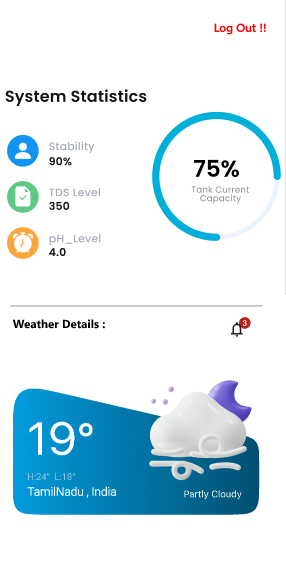 Log Out !!
System Statistics
Stability
90%
TDS Level
350
pH_Level
4.0
75%
Tank Current
Capacity
Weather Details :
3
19°
H:24° L:18°
TamilNadu , India
Partly Cloudy